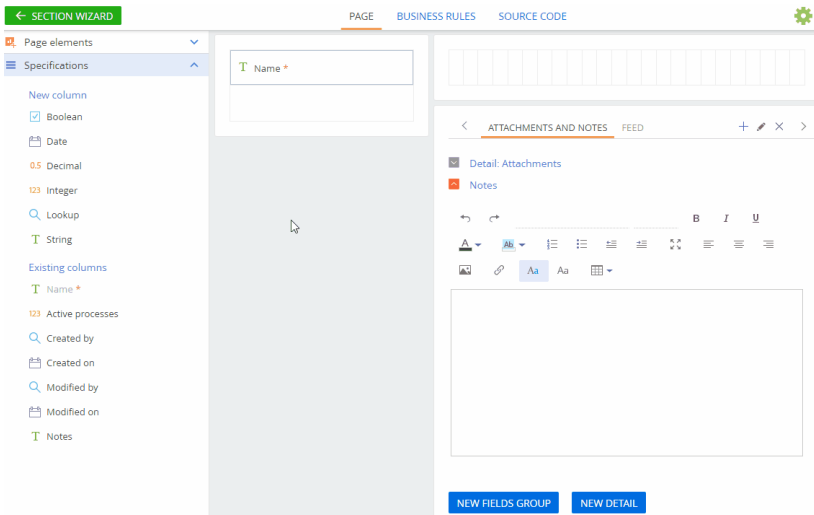 ← SECTION WIZARD
PAGE BUSINESS RULES SOURCE CODE
Page elements
Specifications
New column
Boolean
Date
0.5 Decimal
123 Integer
Lookup
T String
Existing columns
T Name *
123 Active processes
Created by
Created on
Modified by
Modified on
T Notes
T Name *
ATTACHMENTS AND NOTES FEED
Detail: Attachments
Notes
B I U
A Ab
Aa Aa
NEW FIELDS GROUP NEW DETAIL